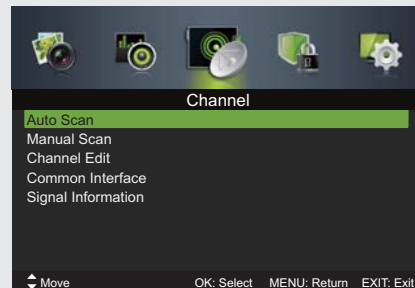 Channel
Auto Scan
Manual Scan
Channel Edit
Common Interface
Signal Information
Move OK: Select MENU: Return EXIT: Exit